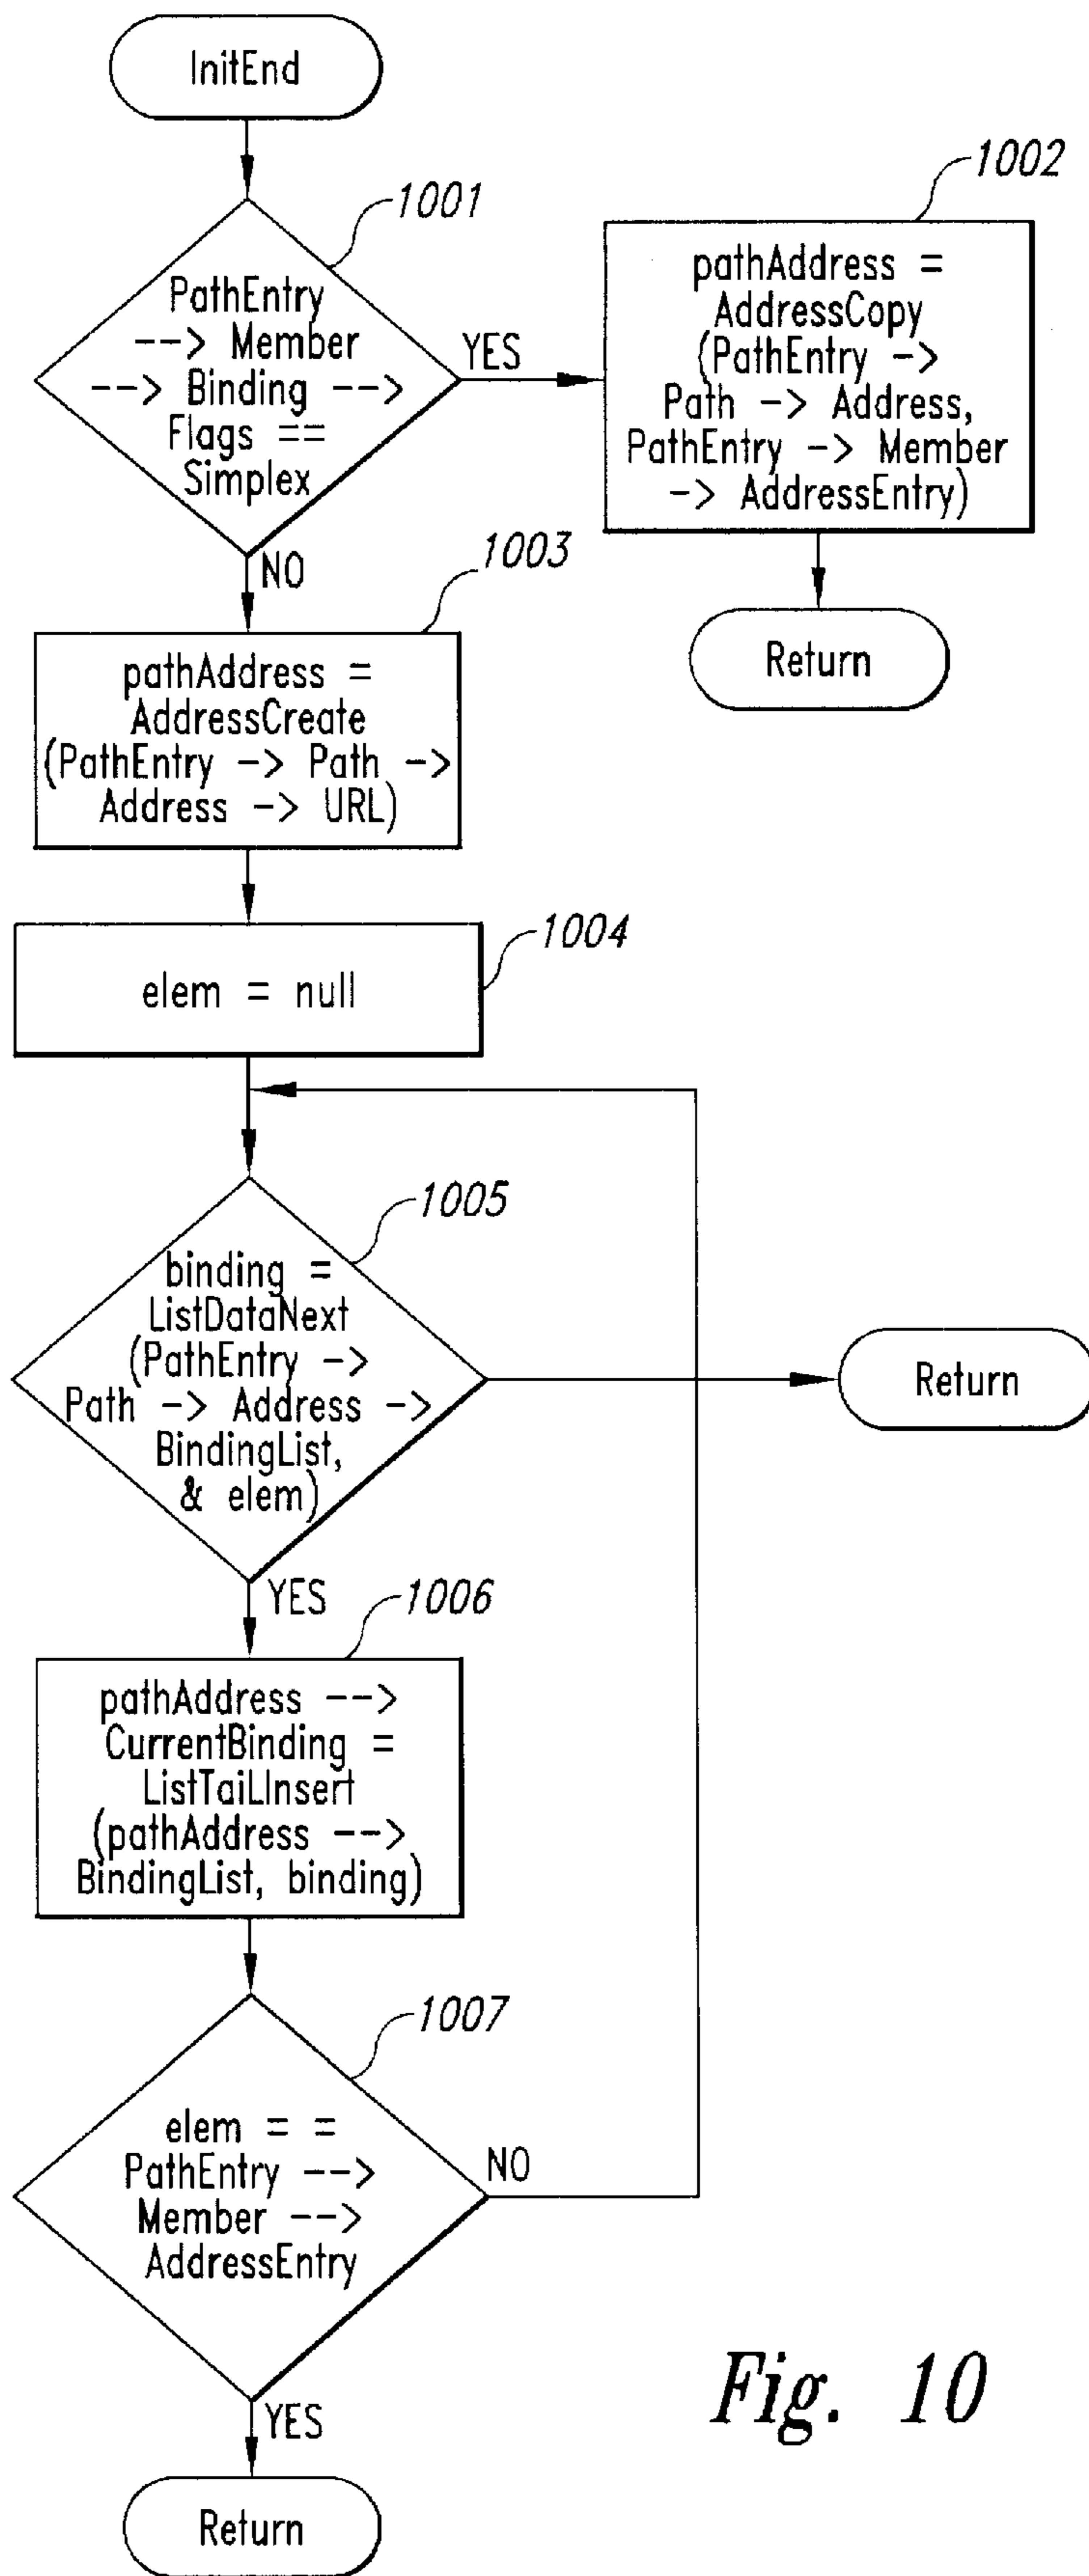 InitEnd
1001
PathEntry
--> Member
--> Binding -->
Flags ==
Simplex
YES
NO
1002
pathAddress =
AddressCopy
(PathEntry ->
Path -> Address,
PathEntry -> Member
-> AddressEntry)
Return
1003
pathAddress =
AddressCreate
(PathEntry -> Path ->
Address -> URL)
1004
elem = null
1005
binding =
ListDataNext
(PathEntry ->
Path -> Address ->
BindingList,
& elem)
Return
YES
1006
pathAddress -->
CurrentBinding =
ListTaiLInsert
(pathAddress -->
BindingList, binding)
1007
elem = =
PathEntry -->
Member -->
AddressEntry
NO
YES
Return
Fig. 10